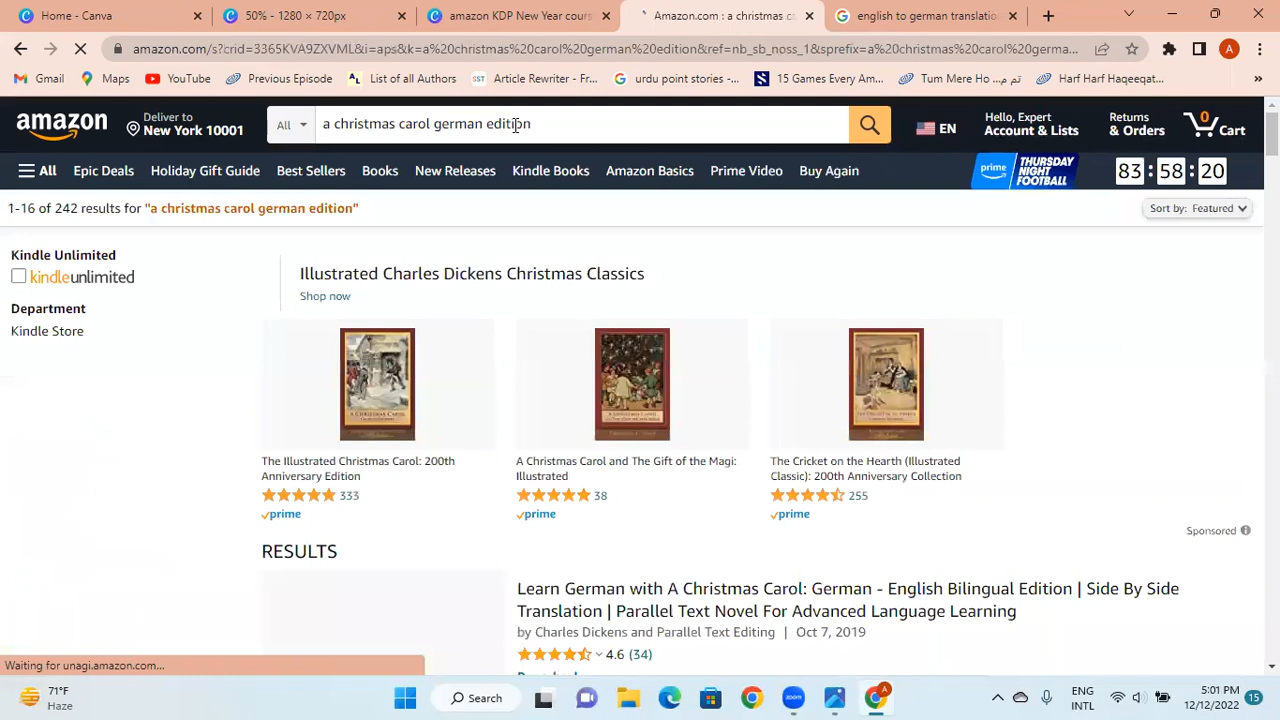 Home - Canva
50% - 1280 × 720px
amazon KDP New Year cour
Amazon.com : a christmas ca
english to german translation
amazon.com/s?crid=3365KVA9ZXVML&i=aps&k=a%20christmas%20carol%20german%20edition&ref=nb_sb_noss_1&sprefix=a%20christmas%20carol%20germa...
A
Gmail
Maps
YouTube
Previous Episode
List of all Authors
SST
Article Rewriter - Fr...
urdu point stories -...
15 Games Every Am...
Tum Mere Ho ... تم م
Harf Harf Haqeeqat...
»
amazon
Deliver to
New York 10001
All
a christmas carol german edition
EN
Hello, Expert
Account & Lists
Returns
& Orders
0
Cart
All
Epic Deals
Holiday Gift Guide
Best Sellers
Books
New Releases
Kindle Books
Amazon Basics
Prime Video
Buy Again
prime
THURSDAY
NIGHT
FOOTBALL
83 : 58 : 20
1-16 of 242 results for "a christmas carol german edition"
Sort by: Featured
Kindle Unlimited
kindleunlimited
Department
Kindle Store
Illustrated Charles Dickens Christmas Classics
Shop now
The Illustrated Christmas Carol: 200th
Anniversary Edition
333
prime
A Christmas Carol and The Gift of the Magi:
Illustrated
38
prime
The Cricket on the Hearth (Illustrated
Classic): 200th Anniversary Collection
255
prime
Sponsored
RESULTS
Learn German with A Christmas Carol: German - English Bilingual Edition | Side By Side
Translation | Parallel Text Novel For Advanced Language Learning
by Charles Dickens and Parallel Text Editing | Oct 7, 2019
4.6 (34)
Waiting for unagi.amazon.com...
71°F
Haze
Search
zoom
A
ENG
INTL
5:01 PM
12/12/2022
15